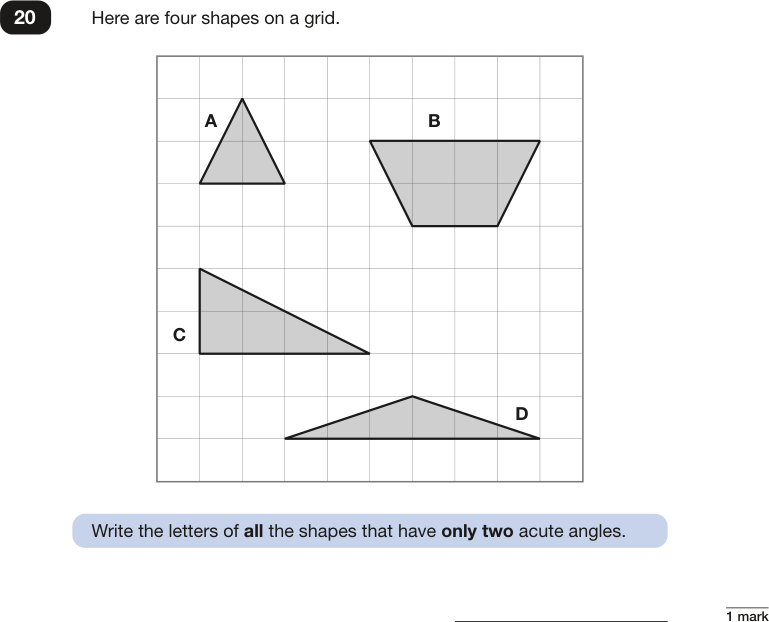 20
Here are four shapes on a grid.
A
B
C
D
Write the letters of all the shapes that have only two acute angles.
1 mark